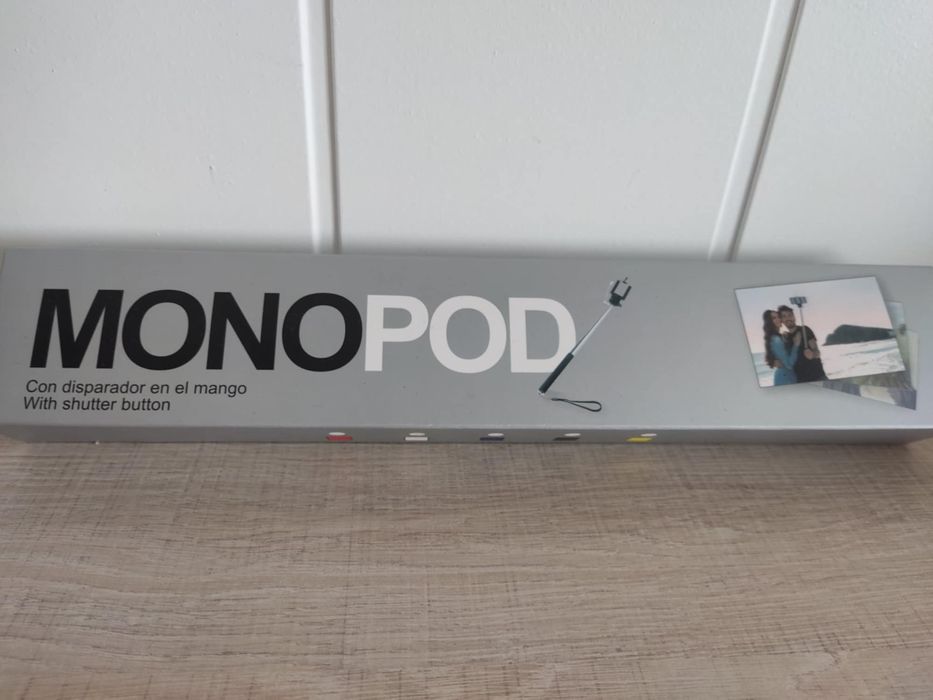 MONOPOD
Con disparador en el mango
With shutter button